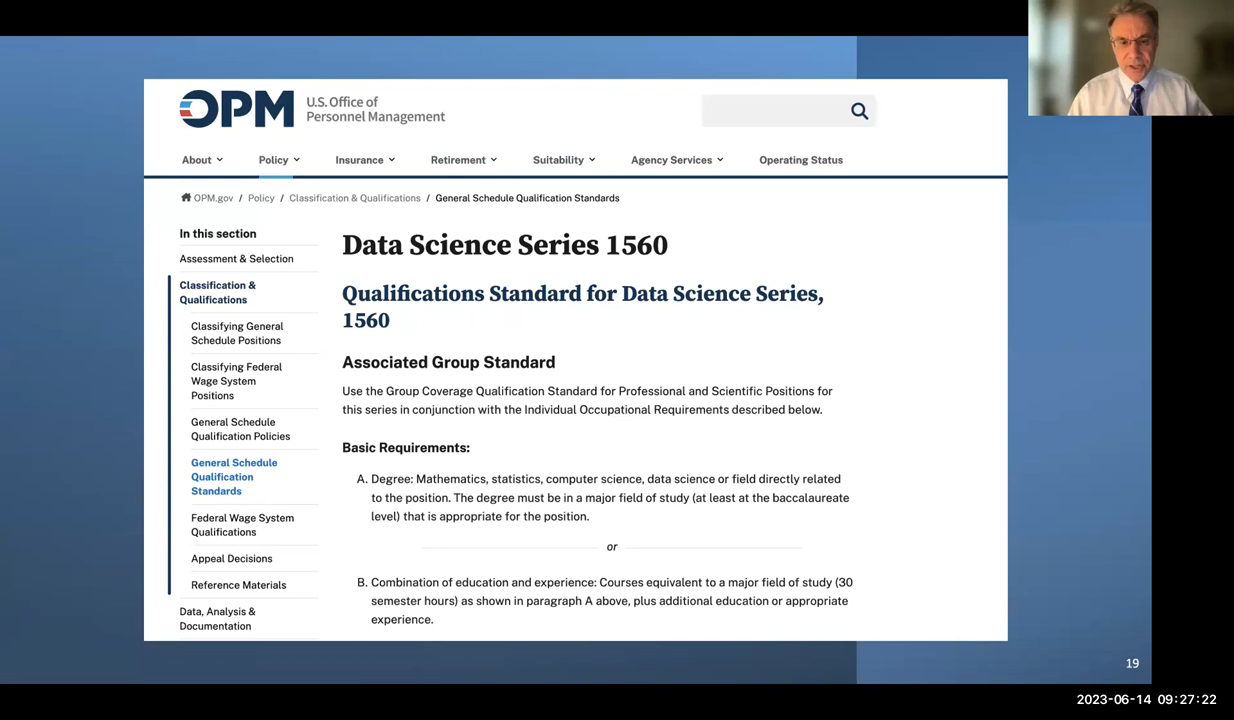 OPM
U.S. Office of
Personnel Management
About
Policy
Insurance
Retirement
Suitability
Agency Services
Operating Status
OPM.gov / Policy / Classification & Qualifications / General Schedule Qualification Standards
In this section
Assessment & Selection
Classification &
Qualifications
Classifying General
Schedule Positions
Classifying Federal
Wage System
Positions
General Schedule
Qualification Policies
General Schedule
Qualification
Standards
Federal Wage System
Qualifications
Appeal Decisions
Reference Materials
Data, Analysis &
Documentation
Data Science Series 1560
Qualifications Standard for Data Science Series,
1560
Associated Group Standard
Use the Group Coverage Qualification Standard for Professional and Scientific Positions for
this series in conjunction with the Individual Occupational Requirements described below.
Basic Requirements:
A. Degree: Mathematics, statistics, computer science, data science or field directly related
to the position. The degree must be in a major field of study (at least at the baccalaureate
level) that is appropriate for the position.
or
B. Combination of education and experience: Courses equivalent to a major field of study (30
semester hours) as shown in paragraph A above, plus additional education or appropriate
experience.
19
2023-06-14 09:27:22